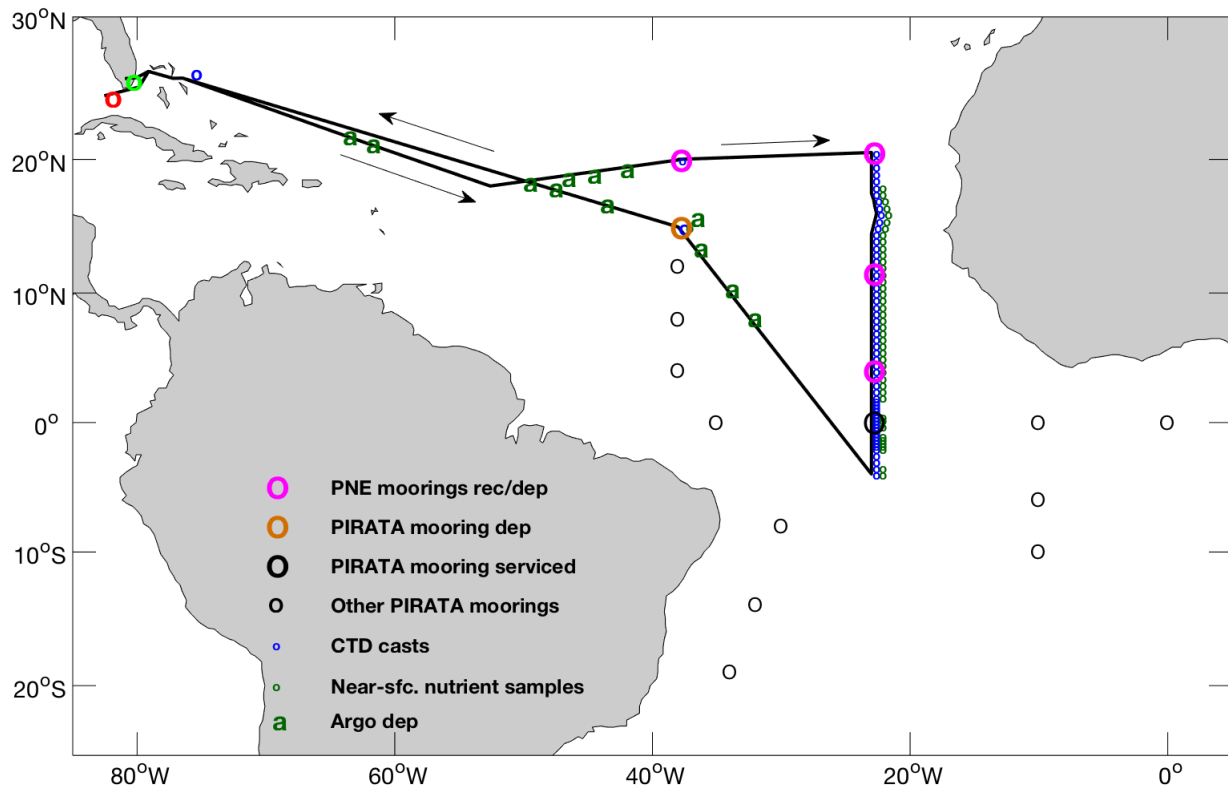 30°N
20°N
10°N
0°
10°S
20°S
80°W
60°W
40°W
20°W
0°
o
o
o
a
a
a
a
a
a
a
a
a
a
a
a
a
O PNE moorings rec/dep
O PIRATA mooring dep
O PIRATA mooring serviced
O Other PIRATA moorings
o CTD casts
o Near-sfc. nutrient samples
a Argo dep